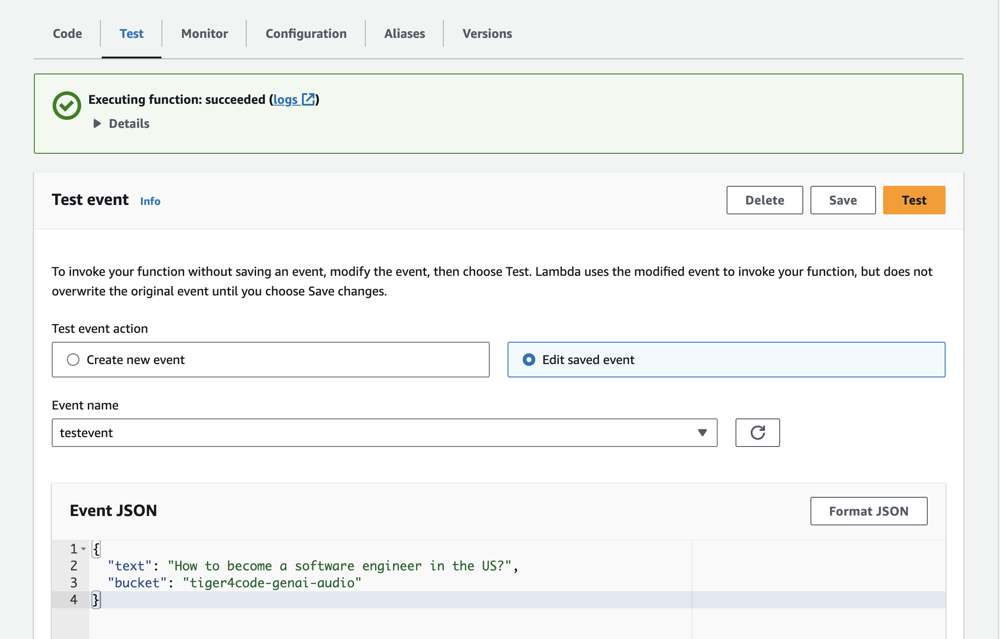 Code Test Monitor Configuration Aliases Versions
Executing function: succeeded (logs)
Details
Test event Info Delete Save Test
To invoke your function without saving an event, modify the event, then choose Test. Lambda uses the modified event to invoke your function, but does not
overwrite the original event until you choose Save changes.
Test event action
Create new event Edit saved event
Event name
testevent
Event JSON Format JSON
1 {
2 "text": "How to become a software engineer in the US?",
3 "bucket": "tiger4code-genai-audio"
4 }